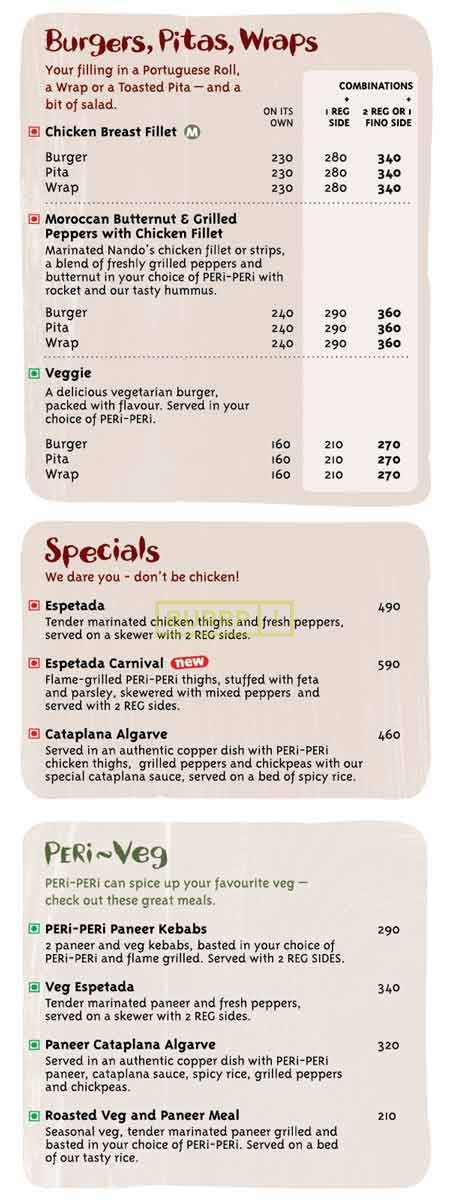 Burgers, Pitas, Wraps
Your filling in a Portuguese Roll,
a Wrap or a Toasted Pita — and a
bit of salad.
COMBINATIONS
ON ITS OWN
+ 1 REG SIDE
+ 2 REG OR 1 FINO SIDE
Chicken Breast Fillet M
Burger 230 280 340
Pita 230 280 340
Wrap 230 280 340
Moroccan Butternut & Grilled
Peppers with Chicken Fillet
Marinated Nando's chicken fillet or strips,
a blend of freshly grilled peppers and
butternut in your choice of PERi-PERi with
rocket and our tasty hummus.
Burger 240 290 360
Pita 240 290 360
Wrap 240 290 360
Veggie
A delicious vegetarian burger,
packed with flavour. Served in your
choice of PERi-PERi.
Burger 160 210 270
Pita 160 210 270
Wrap 160 210 270
Specials
We dare you - don't be chicken!
Espetada 490
Tender marinated chicken thighs and fresh peppers,
served on a skewer with 2 REG sides.
Espetada Carnival new 590
Flame-grilled PERi-PERi thighs, stuffed with feta
and parsley, skewered with mixed peppers and
served with 2 REG sides.
Cataplana Algarve 460
Served in an authentic copper dish with PERi-PERi
chicken thighs, grilled peppers and chickpeas with our
special cataplana sauce, served on a bed of spicy rice.
PERi~Veg
PERi-PERi can spice up your favourite veg —
check out these great meals.
PERi-PERi Paneer Kebabs 290
2 paneer and veg kebabs, basted in your choice of
PERi-PERi and flame grilled. Served with 2 REG SIDES.
Veg Espetada 340
Tender marinated paneer and fresh peppers,
served on a skewer with 2 REG sides.
Paneer Cataplana Algarve 320
Served in an authentic copper dish with PERi-PERi
paneer, cataplana sauce, spicy rice, grilled peppers
and chickpeas.
Roasted Veg and Paneer Meal 210
Seasonal veg, tender marinated paneer grilled and
basted in your choice of PERi-PERi. Served on a bed
of our tasty rice.